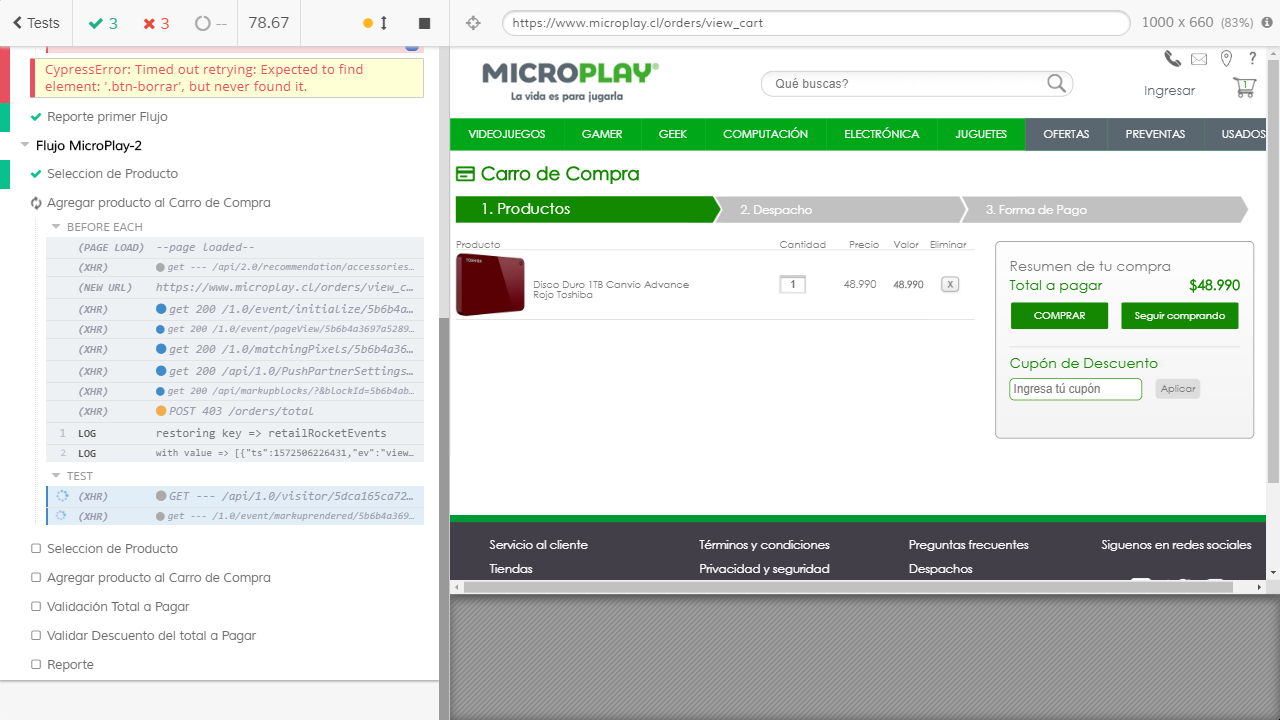 Tests
3
3
--
78.67
https://www.microplay.cl/orders/view_cart
1000 x 660 (83%)
CypressError: Timed out retrying: Expected to find
element: '.btn-borrar', but never found it.
Reporte primer Flujo
Flujo MicroPlay-2
Seleccion de Producto
Agregar producto al Carro de Compra
BEFORE EACH
(PAGE LOAD) --page loaded--
(XHR) get --- /api/2.0/recommendation/accessories...
(NEW URL) https://www.microplay.cl/orders/view_c...
(XHR) get 200 /1.0/event/initialize/5b6b4a...
(XHR) get 200 /1.0/event/pageView/5b6b4a3697a5289...
(XHR) get 200 /1.0/matchingPixels/5b6b4a36...
(XHR) get 200 /api/1.0/PushPartnerSettings...
(XHR) get 200 /api/markupblocks/?&blockId=5b6b4ab...
(XHR) POST 403 /orders/total
1 LOG restoring key => retailRocketEvents
2 LOG with value => [{"ts":1572506226431,"ev":"view...
TEST
(XHR) GET --- /api/1.0/visitor/5dca165ca72...
(XHR) get --- /1.0/event/markuprendered/5b6b4a369...
Seleccion de Producto
Agregar producto al Carro de Compra
Validación Total a Pagar
Validar Descuento del total a Pagar
Reporte
MICROPLAY
La vida es para jugarla
Qué buscas?
?
Ingresar
1
VIDEOJUEGOS GAMER GEEK COMPUTACIÓN ELECTRÓNICA JUGUETES OFERTAS PREVENTAS USADOS
Carro de Compra
1. Productos 2. Despacho 3. Forma de Pago
Producto Cantidad Precio Valor Eliminar
TOSHIBA
Disco Duro 1TB Canvio Advance
Rojo Toshiba
1 48.990 48.990 X
Resumen de tu compra
Total a pagar $48.990
COMPRAR Seguir comprando
Cupón de Descuento
Ingresa tú cupón Aplicar
Servicio al cliente Términos y condiciones Preguntas frecuentes Siguenos en redes sociales
Tiendas Privacidad y seguridad Despachos